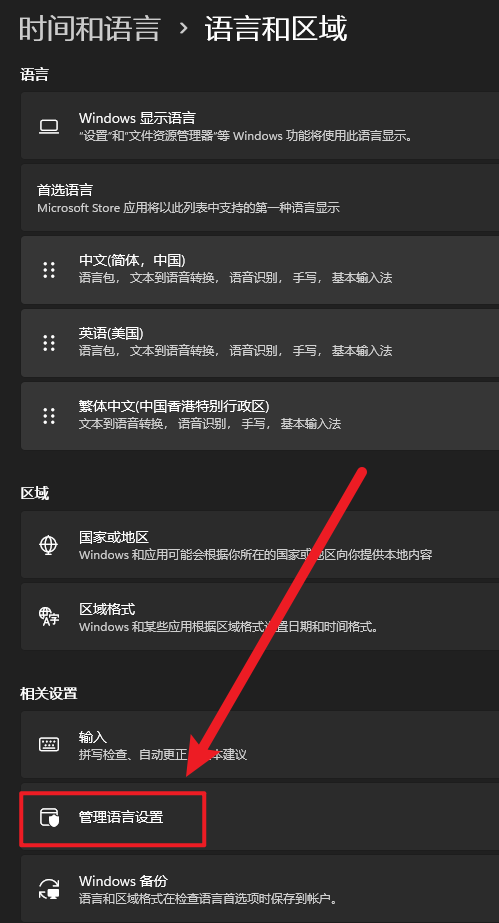 时间和语言 › 语言和区域
语言
Windows 显示语言
"设置"和"文件资源管理器"等 Windows 功能将使用此语言显示。
首选语言
Microsoft Store 应用将以此列表中支持的第一种语言显示
中文(简体，中国)
语言包， 文本到语音转换， 语音识别， 手写， 基本输入法
英语(美国)
语言包， 文本到语音转换， 语音识别， 手写， 基本输入法
繁体中文(中国香港特别行政区)
文本到语音转换， 语音识别， 手写， 基本输入法
区域
国家或地区
Windows 和应用可能会根据你所在的国家或地区向你提供本地内容
区域格式
Windows 和某些应用根据区域格式设置日期和时间格式。
相关设置
输入
拼写检查、自动更正、文本建议
管理语言设置
Windows 备份
语言和区域格式在检查语言首选项时保存到帐户。